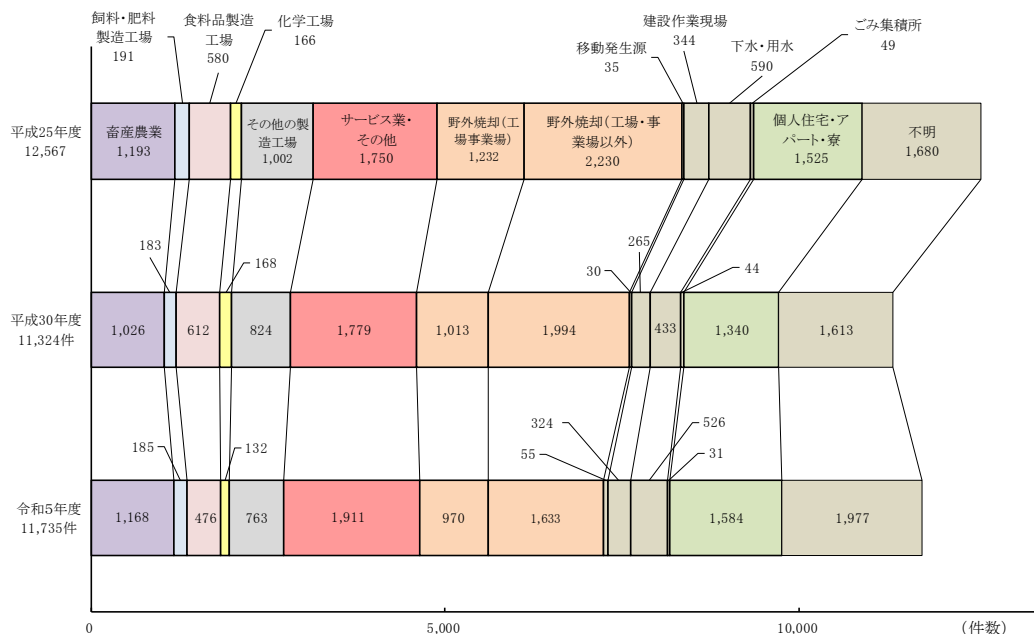 飼料・肥料
製造工場
191
食料品製造
工場
580
化学工場
166
移動発生源
35
建設作業現場
344
下水・用水
590
ごみ集積所
49
平成25年度
12,567
畜産農業
1,193
その他の製
造工場
1,002
サービス業・
その他
1,750
野外焼却(工
場事業場)
1,232
野外焼却(工場・事
業場以外)
2,230
個人住宅・ア
パート・寮
1,525
不明
1,680
183
168
30
265
44
平成30年度
11,324件
1,026
612
824
1,779
1,013
1,994
433
1,340
1,613
185
132
55
324
526
31
令和5年度
11,735件
1,168
476
763
1,911
970
1,633
1,584
1,977
0
5,000
10,000
(件数)